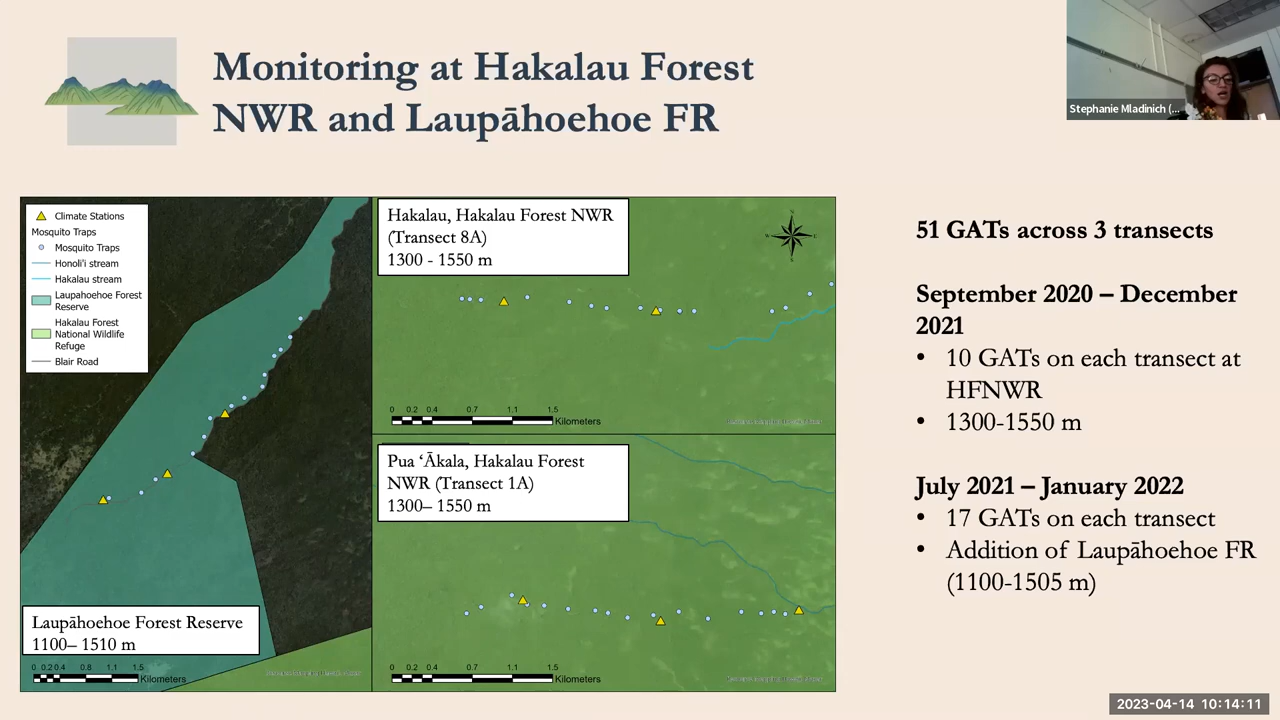 Monitoring at Hakalau Forest
NWR and Laupāhoehoe FR
Stephanie Mladinich (...
Climate Stations
Mosquito Traps
Mosquito Traps
Honoli'i stream
Hakalau stream
Laupahoehoe Forest
Reserve
Hakalau Forest
National Wildlife
Refuge
Blair Road
Laupāhoehoe Forest Reserve
1100– 1510 m
0 0.2 0.4 0.8 1.1 1.5
Kilometers
Hakalau, Hakalau Forest NWR
(Transect 8A)
1300 - 1550 m
0 0.2 0.4 0.7 1.1 1.5
Kilometers
Pua ʻĀkala, Hakalau Forest
NWR (Transect 1A)
1300– 1550 m
0 0.2 0.4 0.7 1.1 1.5
Kilometers
51 GATs across 3 transects
September 2020 – December
2021
• 10 GATs on each transect at
HFNWR
• 1300-1550 m
July 2021 – January 2022
• 17 GATs on each transect
• Addition of Laupāhoehoe FR
(1100-1505 m)
2023-04-14 10:14:11